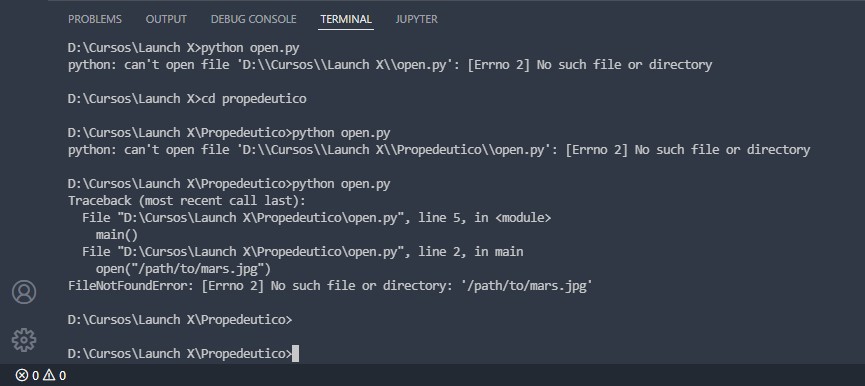 PROBLEMS OUTPUT DEBUG CONSOLE TERMINAL JUPYTER
D:\Cursos\Launch X>python open.py
python: can't open file 'D:\\Cursos\\Launch X\\open.py': [Errno 2] No such file or directory
D:\Cursos\Launch X>cd propedeutico
D:\Cursos\Launch X\Propedeutico>python open.py
python: can't open file 'D:\\Cursos\\Launch X\\Propedeutico\\open.py': [Errno 2] No such file or directory
D:\Cursos\Launch X\Propedeutico>python open.py
Traceback (most recent call last):
  File "D:\Cursos\Launch X\Propedeutico\open.py", line 5, in <module>
    main()
  File "D:\Cursos\Launch X\Propedeutico\open.py", line 2, in main
    open("/path/to/mars.jpg")
FileNotFoundError: [Errno 2] No such file or directory: '/path/to/mars.jpg'
D:\Cursos\Launch X\Propedeutico>
D:\Cursos\Launch X\Propedeutico>
0 0